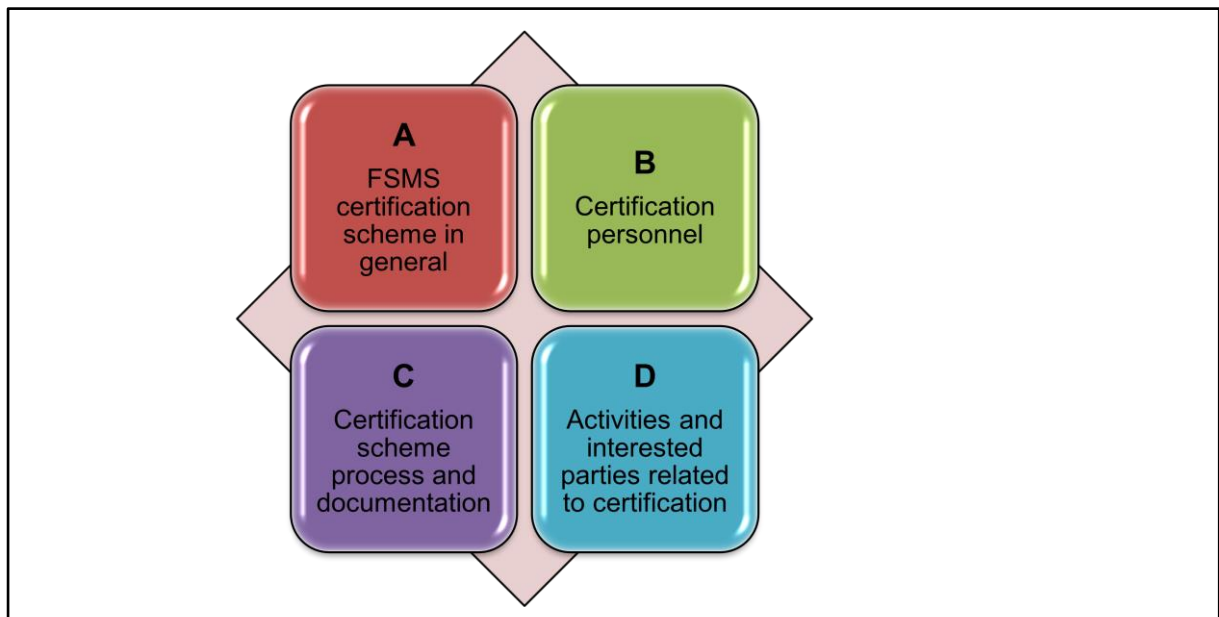 A
FSMS
certification
scheme in
general
B
Certification
personnel
C
Certification
scheme
process and
documentation
D
Activities and
interested
parties related
to certification